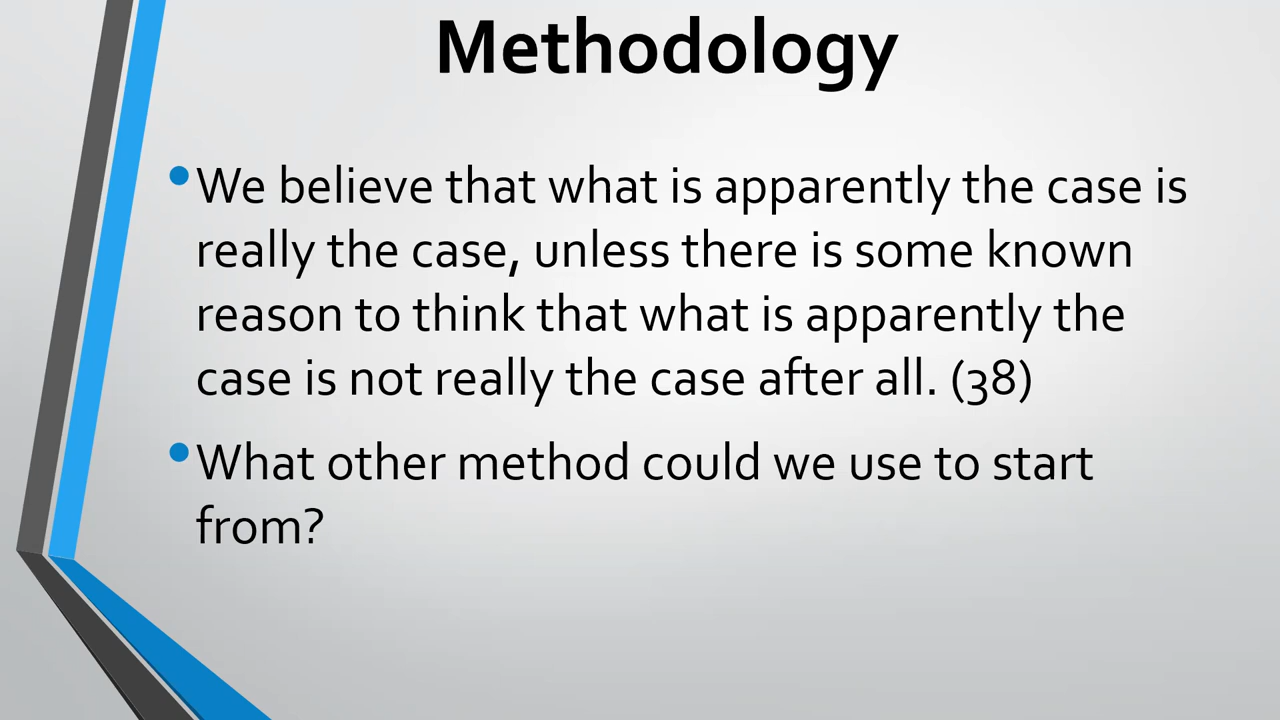 Methodology
We believe that what is apparently the case is
really the case, unless there is some known
reason to think that what is apparently the
case is not really the case after all. (38)
What other method could we use to start
from?